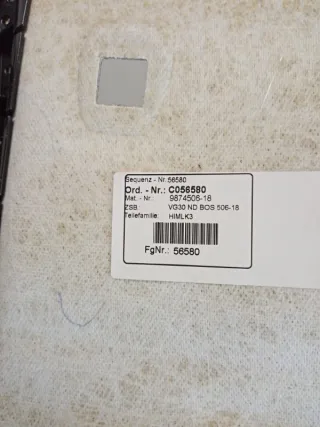 Sequenz - Nr. 56580
Ord. - Nr.: C056580
Mat. - Nr.: 9874506-18
ZSB. VG30 ND BOS 506-18
Teilefamilie: HIMLK3
FgNr.: 56580